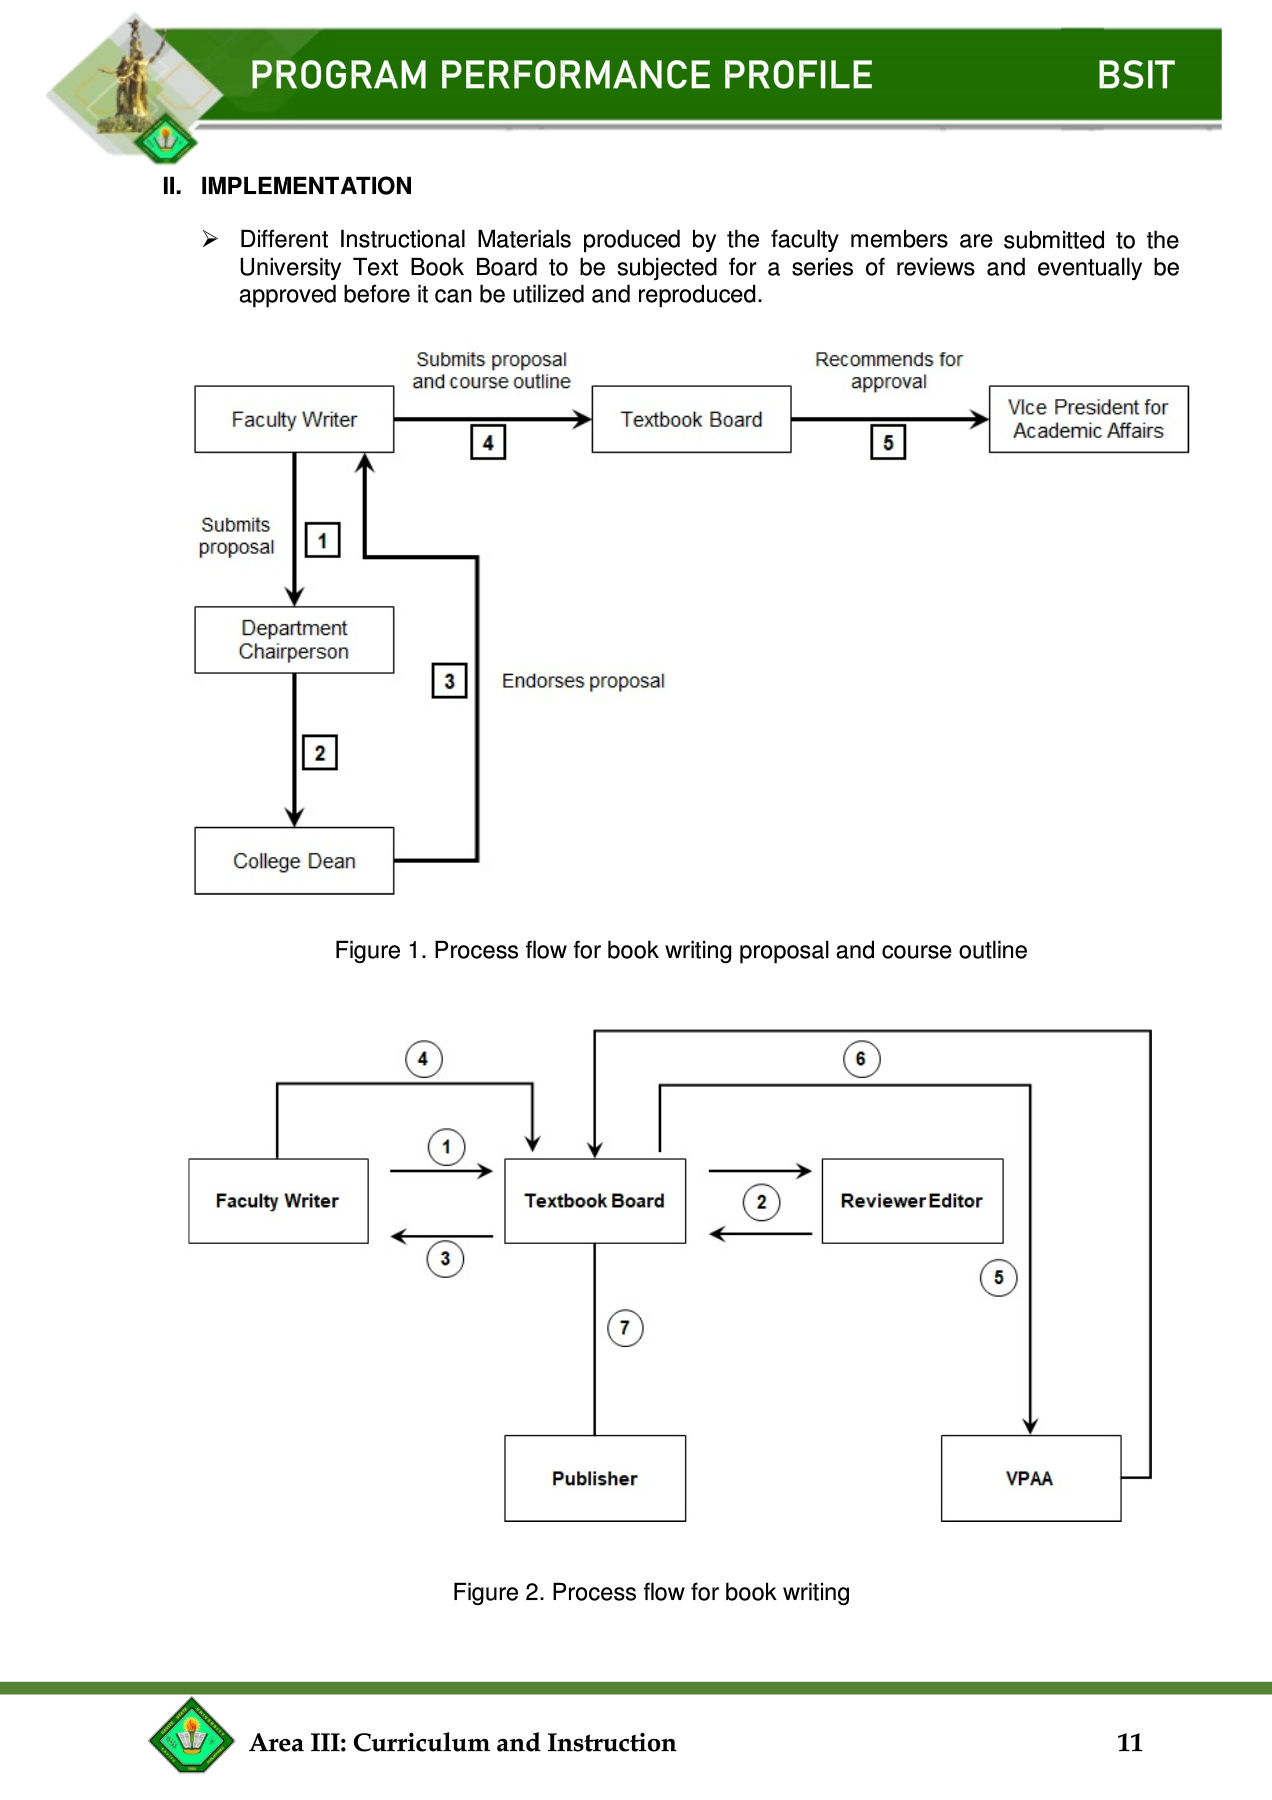 PROGRAM PERFORMANCE PROFILE BSIT
II. IMPLEMENTATION
➢ Different Instructional Materials produced by the faculty members are submitted to the
University Text Book Board to be subjected for a series of reviews and eventually be
approved before it can be utilized and reproduced.
Submits proposal
and course outline
Recommends for
approval
Faculty Writer
Textbook Board
VIce President for
Academic Affairs
4
5
Submits
proposal
1
Department
Chairperson
3
Endorses proposal
2
College Dean
Figure 1. Process flow for book writing proposal and course outline
4
6
1
Faculty Writer
Textbook Board
2
Reviewer Editor
3
5
7
Publisher
VPAA
Figure 2. Process flow for book writing
Area III: Curriculum and Instruction 11